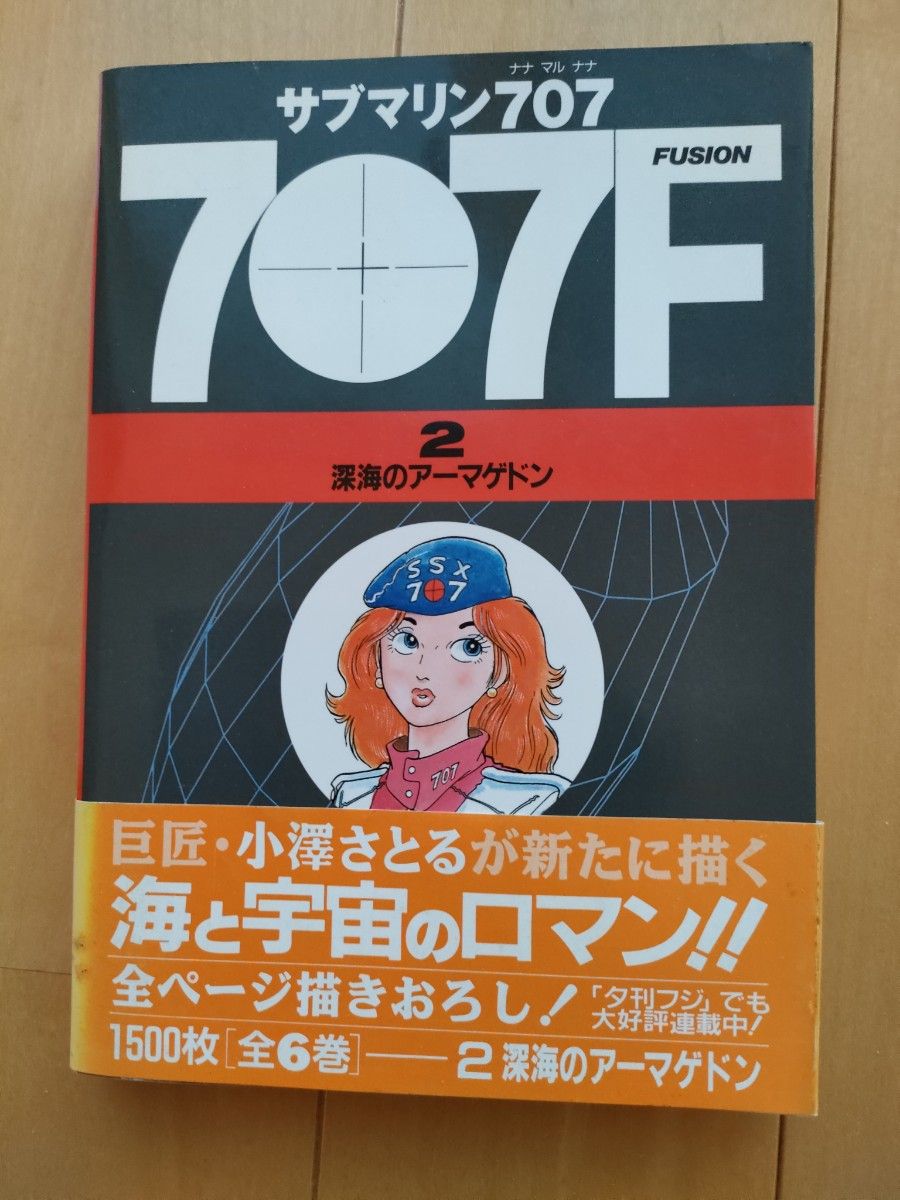 ナナ マル ナナ
サブマリン707
707F
FUSION
2
深海のアーマゲドン
SSX
707
707
巨匠・小澤さとるが新たに描く
海と宇宙のロマン!!
全ページ描きおろし!
「夕刊フジ」でも
大好評連載中!
1500枚[全6巻]——2 深海のアーマゲドン